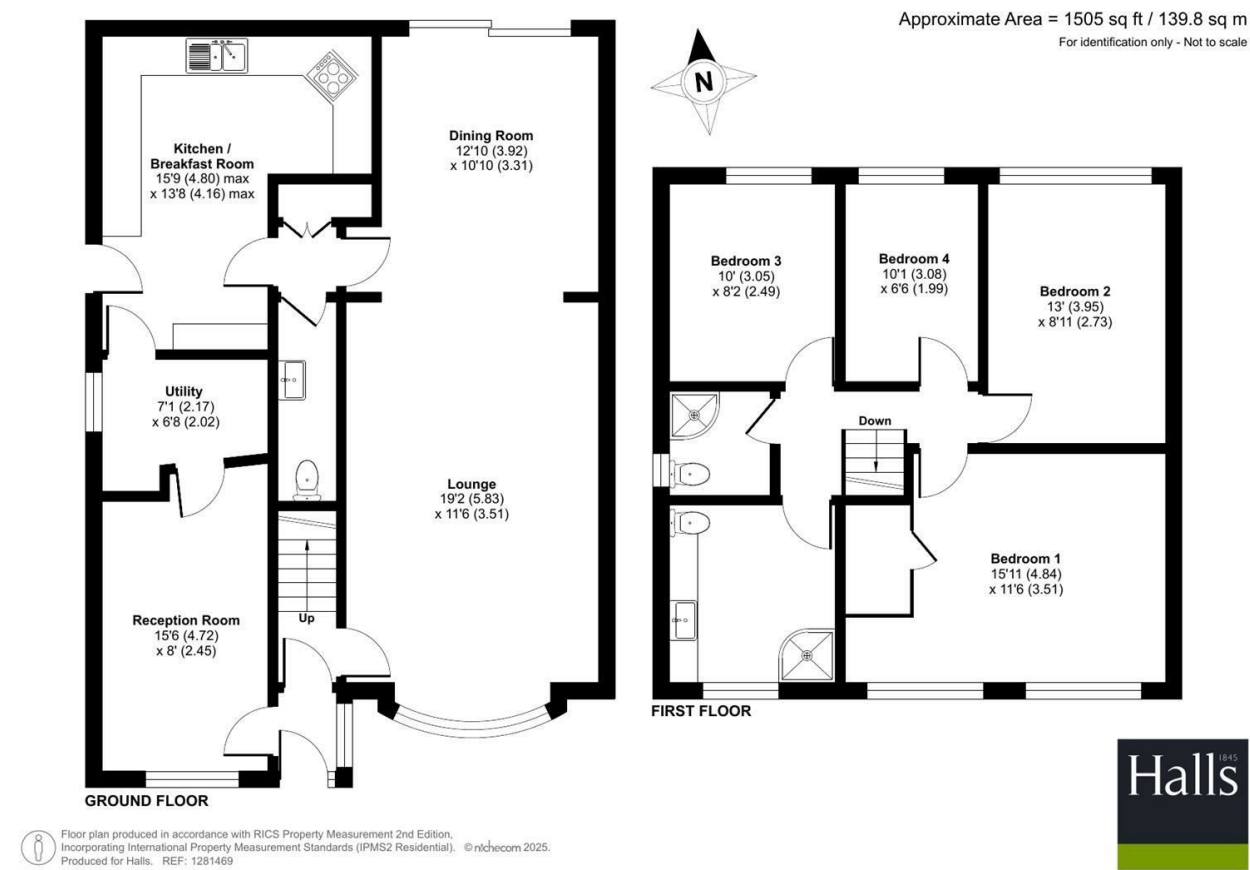 Approximate Area = 1505 sq ft / 139.8 sq m
For identification only - Not to scale
N
Kitchen /
Breakfast Room
15'9 (4.80) max
x 13'8 (4.16) max
Dining Room
12'10 (3.92)
x 10'10 (3.31)
Utility
7'1 (2.17)
x 6'8 (2.02)
Lounge
19'2 (5.83)
x 11'6 (3.51)
Reception Room
15'6 (4.72)
x 8' (2.45)
Up
GROUND FLOOR
Bedroom 3
10' (3.05)
x 8'2 (2.49)
Bedroom 4
10'1 (3.08)
x 6'6 (1.99)
Bedroom 2
13' (3.95)
x 8'11 (2.73)
Down
Bedroom 1
15'11 (4.84)
x 11'6 (3.51)
FIRST FLOOR
1845
Halls
Floor plan produced in accordance with RICS Property Measurement 2nd Edition,
Incorporating International Property Measurement Standards (IPMS2 Residential). © nichecom 2025.
Produced for Halls. REF: 1281469